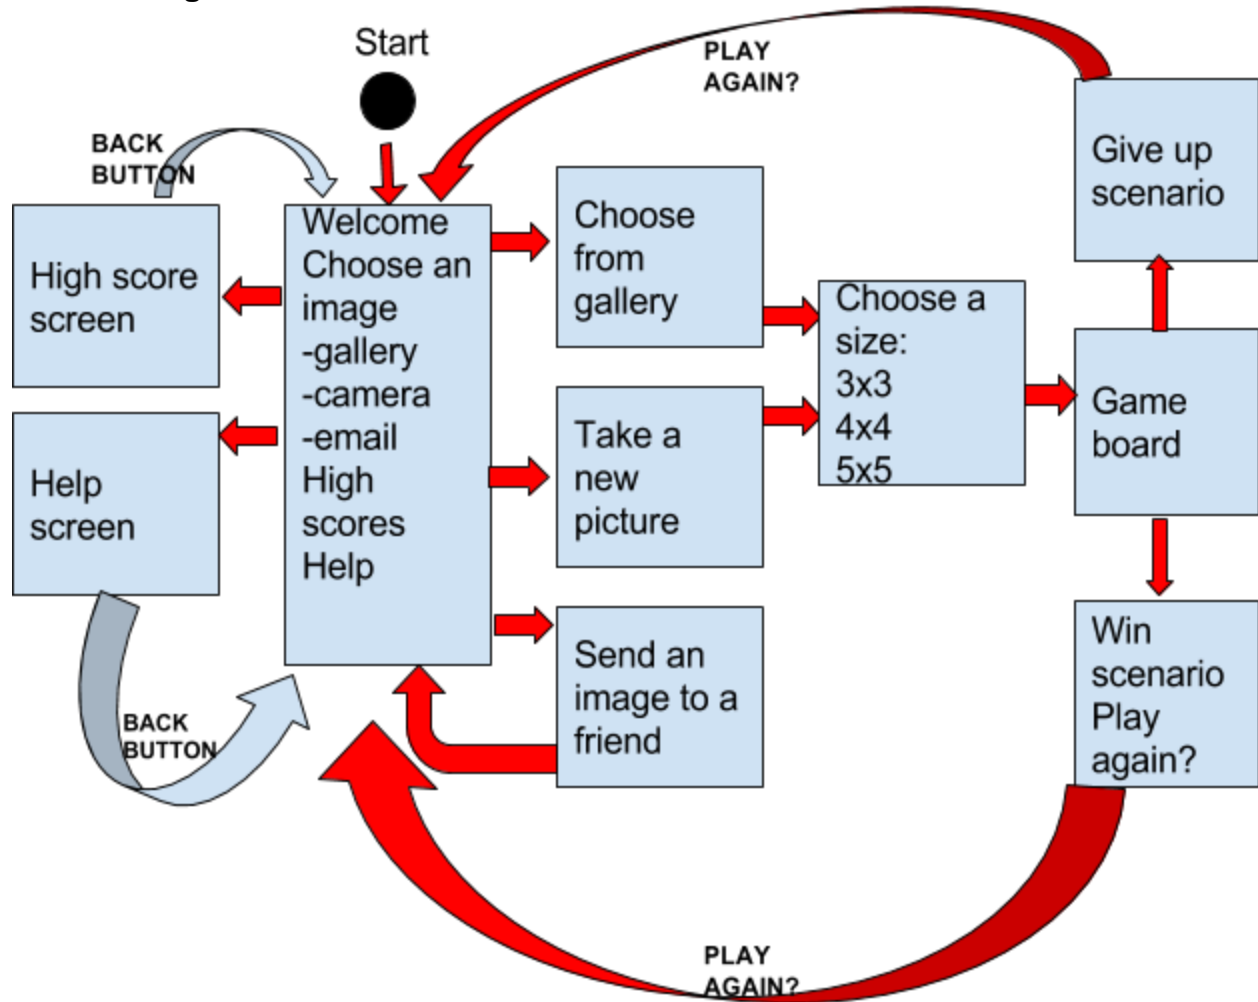 Start
PLAY
AGAIN?
BACK
BUTTON
Give up
scenario
High score
screen
Welcome
Choose an
image
-gallery
-camera
-email
High
scores
Help
Choose
from
gallery
Choose a
size:
3x3
4x4
5x5
Game
board
Help
screen
Take a
new
picture
Send an
image to a
friend
Win
scenario
Play
again?
BACK
BUTTON
PLAY
AGAIN?